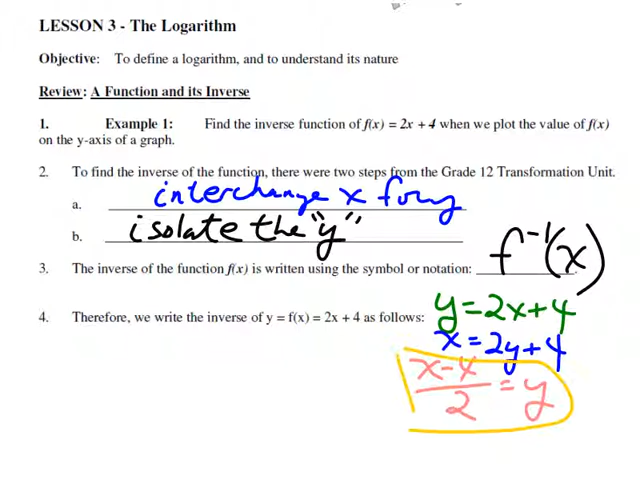 LESSON 3 - The Logarithm
Objective: To define a logarithm, and to understand its nature
Review: A Function and its Inverse
1. Example 1: Find the inverse function of f(x) = 2x + 4 when we plot the value of f(x)
on the y-axis of a graph.
2. To find the inverse of the function, there were two steps from the Grade 12 Transformation Unit.
a. interchange x for y
b. isolate the "y"
3. The inverse of the function f(x) is written using the symbol or notation: f⁻¹(x)
4. Therefore, we write the inverse of y = f(x) = 2x + 4 as follows: y = 2x + 4
x = 2y + 4
x - 4
/ 2 = y